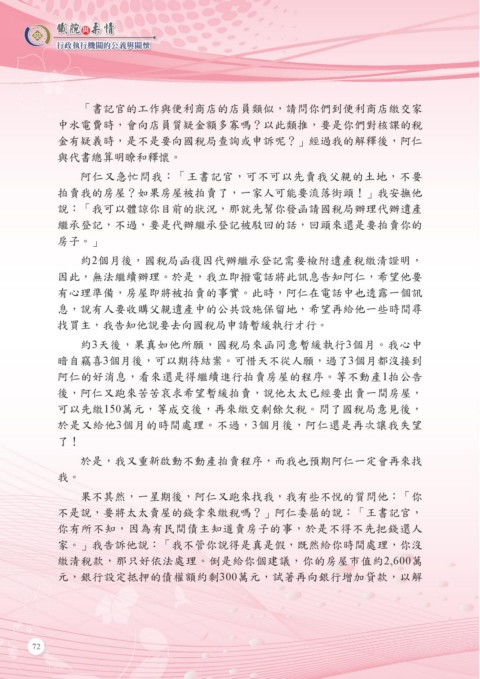 鐵腕與柔情
行政執行機關的公義與關懷
「書記官的工作與便利商店的店員類似，請問你們到便利商店繳交家
中水電費時，會向店員質疑金額多寡嗎？以此類推，要是你們對核課的稅
金有疑義時，是不是要向國稅局查詢或申訴呢？」經過我的解釋後，阿仁
與代書總算明瞭和釋懷。
阿仁又急忙問我：「王書記官，可不可以先賣我父親的土地，不要
拍賣我的房屋？如果房屋被拍賣了，一家人可能要流落街頭！」我安撫他
說：「我可以體諒你目前的狀況，那就先幫你發函請國稅局辦理代辦遺產
繼承登記，不過，要是代辦繼承登記被駁回的話，回頭來還是要拍賣你的
房子。」
約2個月後，國稅局函復因代辦繼承登記需要檢附遺產稅繳清證明，
因此，無法繼續辦理。於是，我立即撥電話將此訊息告知阿仁，希望他要
有心理準備，房屋即將被拍賣的事實。此時，阿仁在電話中也透露一個訊
息，說有人要收購父親遺產中的公共設施保留地，希望再給他一些時間尋
找買主，我告知他說要去向國稅局申請暫緩執行才行。
約3天後，果真如他所願，國稅局來函同意暫緩執行3個月。我心中
暗自竊喜3個月後，可以期待結案。可惜天不從人願，過了3個月都沒接到
阿仁的好消息，看來還是得繼續進行拍賣房屋的程序。等不動產1拍公告
後，阿仁又跑來苦苦哀求希望暫緩拍賣，說他太太已經要出賣一間房屋，
可以先繳150萬元，等成交後，再來繳交剩餘欠稅。問了國稅局意見後，
於是又給他3個月的時間處理。不過，3個月後，阿仁還是再次讓我失望
了！
於是，我又重新啟動不動產拍賣程序，而我也預期阿仁一定會再來找
我。
果不其然，一星期後，阿仁又跑來找我，我有些不悅的質問他：「你
不是說，要將太太賣屋的錢拿來繳稅嗎？」阿仁委屈的說：「王書記官，
你有所不知，因為有民間債主知道賣房子的事，於是不得不先把錢還人
家。」我告訴他說：「我不管你說得是真是假，既然給你時間處理，你沒
繳清稅款，那只好依法處理。倒是給你個建議，你的房屋市值約2,600萬
元，銀行設定抵押的債權額約剩300萬元，試著再向銀行增加貸款，以解
72